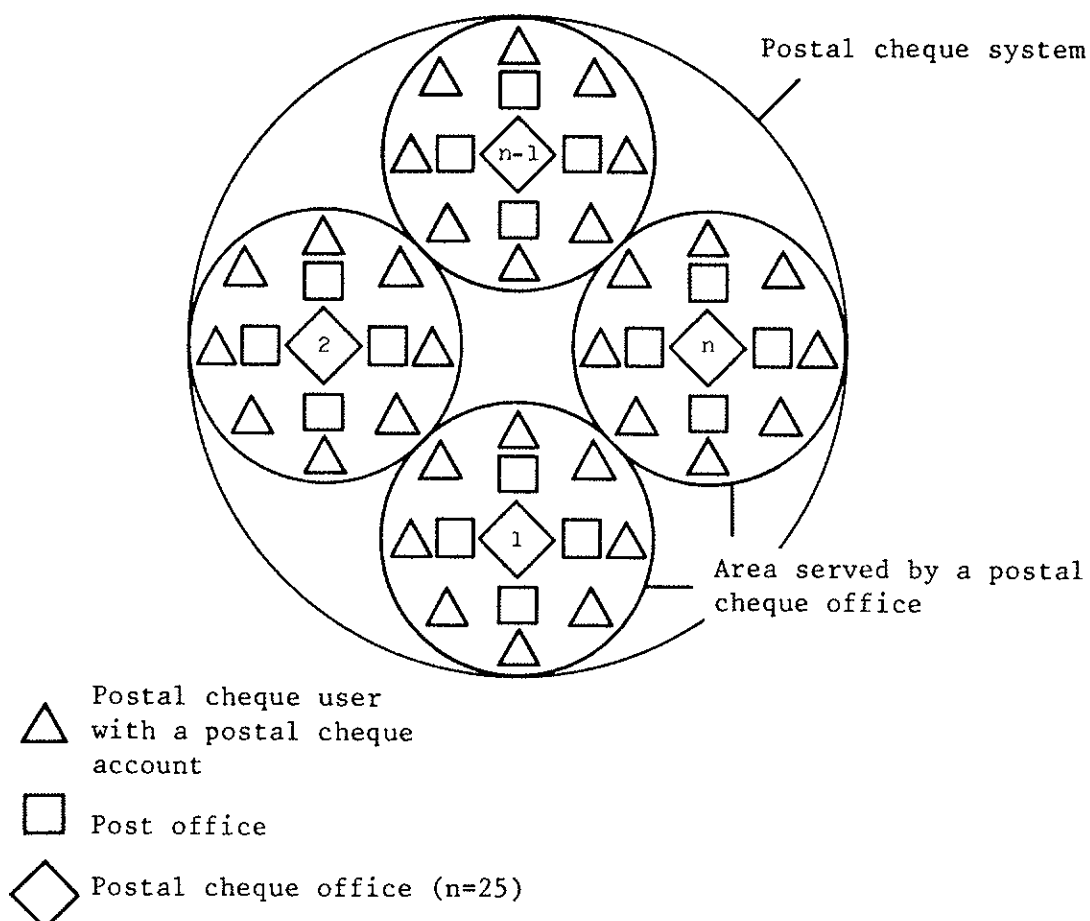 Postal cheque system
n-1
2
n
1
Area served by a postal
cheque office
Postal cheque user
with a postal cheque
account
Post office
Postal cheque office (n=25)